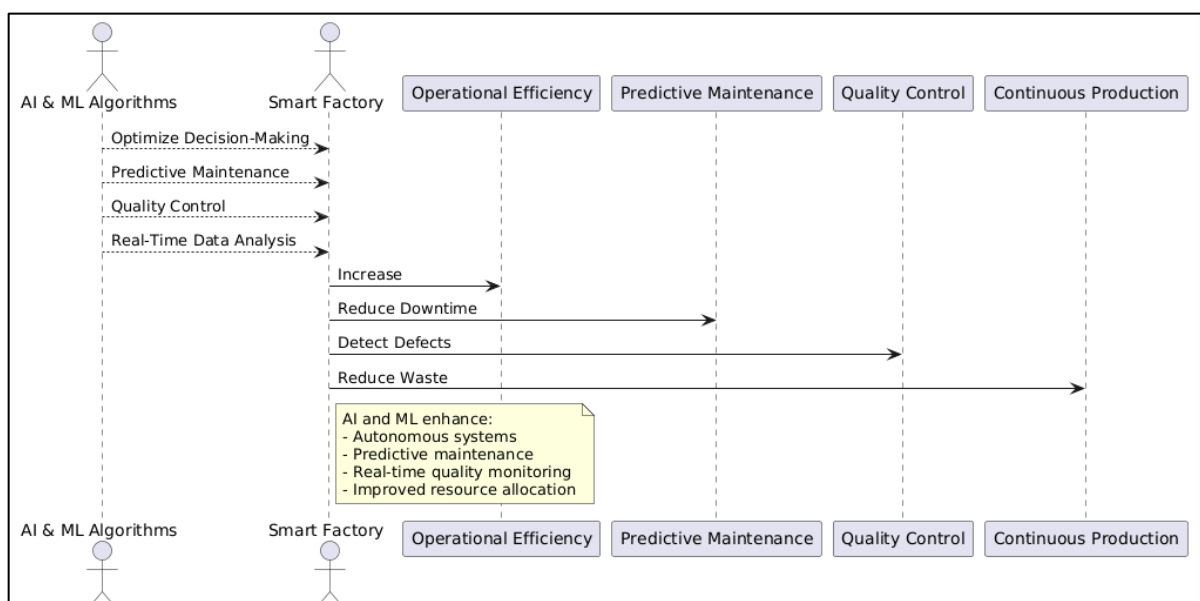 AI & ML Algorithms
Smart Factory
Operational Efficiency
Predictive Maintenance
Quality Control
Continuous Production
Optimize Decision-Making
Predictive Maintenance
Quality Control
Real-Time Data Analysis
Increase
Reduce Downtime
Detect Defects
Reduce Waste
AI and ML enhance:
- Autonomous systems
- Predictive maintenance
- Real-time quality monitoring
- Improved resource allocation
AI & ML Algorithms
Smart Factory
Operational Efficiency
Predictive Maintenance
Quality Control
Continuous Production